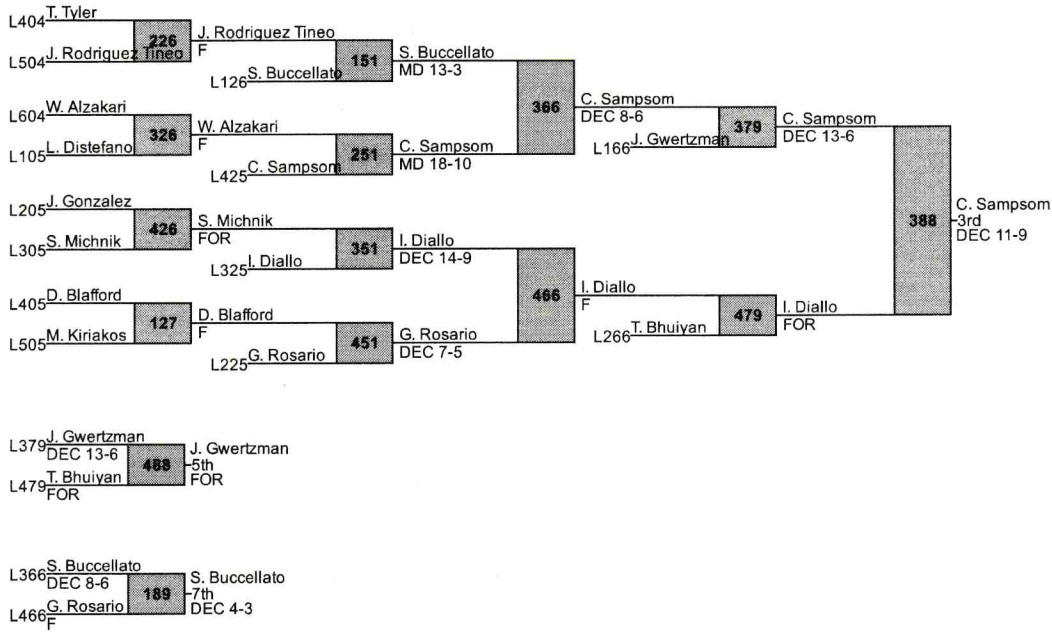 L404 T. Tyler
226
L504 J. Rodriguez Tineo
J. Rodriguez Tineo
F
151
L126 S. Buccellato
S. Buccellato
MD 13-3
L604 W. Alzakari
326
L105 L. Distefano
W. Alzakari
F
251
L425 C. Sampsom
C. Sampsom
MD 18-10
366
C. Sampsom
DEC 8-6
L166 J. Gwertzman
379
C. Sampsom
DEC 13-6
L205 J. Gonzalez
426
L305 S. Michnik
S. Michnik
FOR
351
L325 I. Diallo
I. Diallo
DEC 14-9
L405 D. Blafford
127
L505 M. Kiriakos
D. Blafford
F
451
L225 G. Rosario
G. Rosario
DEC 7-5
466
I. Diallo
F
L266 T. Bhuiyan
479
I. Diallo
FOR
388
C. Sampsom
3rd
DEC 11-9
L379 J. Gwertzman
DEC 13-6
488
L479 T. Bhuiyan
FOR
J. Gwertzman
5th
FOR
L366 S. Buccellato
DEC 8-6
189
L466 G. Rosario
F
S. Buccellato
7th
DEC 4-3